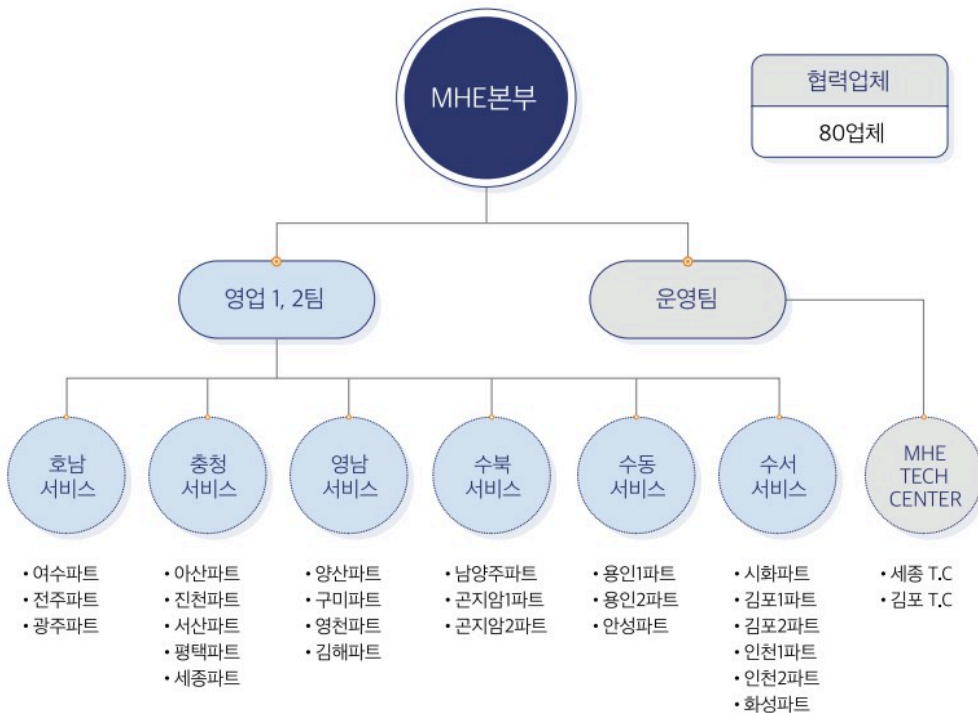 MHE본부
협력업체
80업체
영업 1, 2팀
운영팀
호남
서비스
충청
서비스
영남
서비스
수북
서비스
수동
서비스
수서
서비스
MHE
TECH
CENTER
• 여수파트
• 전주파트
• 광주파트
• 아산파트
• 진천파트
• 서산파트
• 평택파트
• 세종파트
• 양산파트
• 구미파트
• 영천파트
• 김해파트
• 남양주파트
• 곤지암1파트
• 곤지암2파트
• 용인1파트
• 용인2파트
• 안성파트
• 시화파트
• 김포1파트
• 김포2파트
• 인천1파트
• 인천2파트
• 화성파트
• 세종 T.C
• 김포 T.C